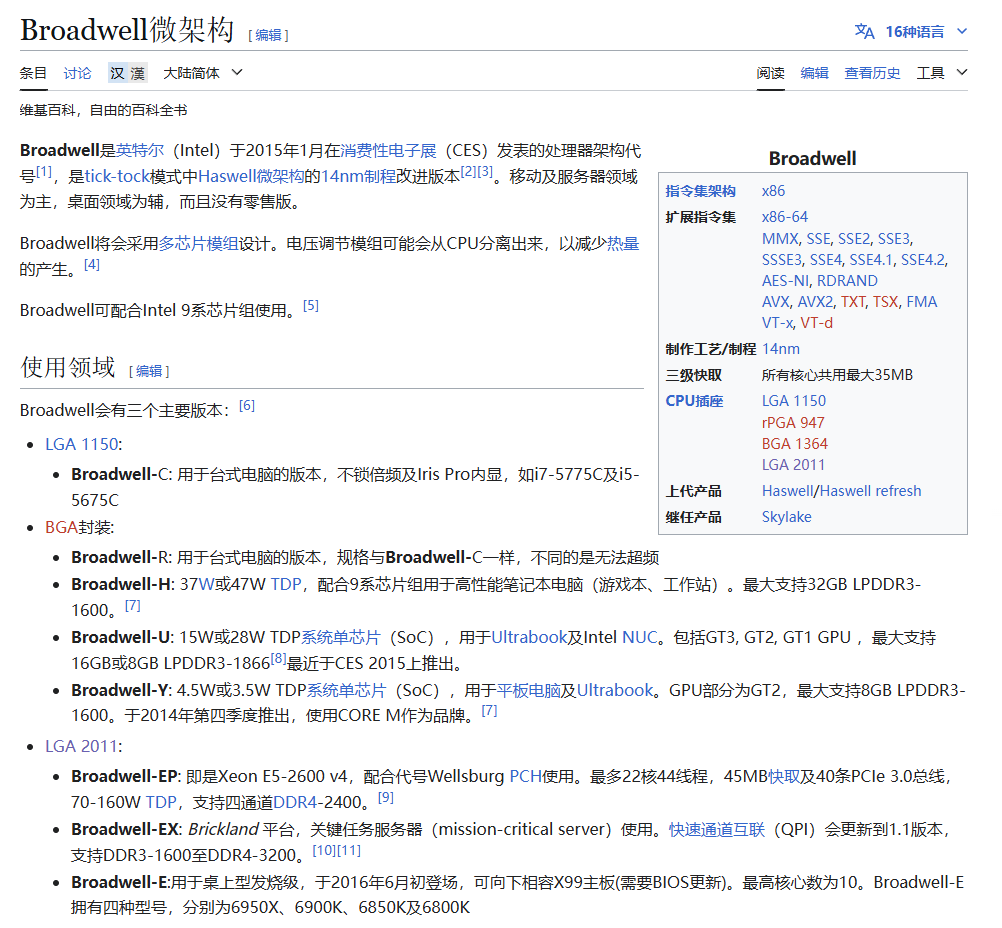 Broadwell微架构 [ 编辑 ]
16种语言
条目 讨论 汉 漢 大陆简体
阅读 编辑 查看历史 工具
维基百科，自由的百科全书
Broadwell是英特尔（Intel）于2015年1月在消费性电子展（CES）发表的处理器架构代
号[1]，是tick-tock模式中Haswell微架构的14nm制程改进版本[2][3]。移动及服务器领域
为主，桌面领域为辅，而且没有零售版。
Broadwell将会采用多芯片模组设计。电压调节模组可能会从CPU分离出来，以减少热量
的产生。[4]
Broadwell可配合Intel 9系芯片组使用。[5]
Broadwell
指令集架构 x86
扩展指令集 x86-64
MMX, SSE, SSE2, SSE3,
SSSE3, SSE4, SSE4.1, SSE4.2,
AES-NI, RDRAND
AVX, AVX2, TXT, TSX, FMA
VT-x, VT-d
制作工艺/制程 14nm
三级快取 所有核心共用最大35MB
CPU插座 LGA 1150
rPGA 947
BGA 1364
LGA 2011
上代产品 Haswell/Haswell refresh
继任产品 Skylake
使用领域 [ 编辑 ]
Broadwell会有三个主要版本：[6]
LGA 1150:
Broadwell-C: 用于台式电脑的版本，不锁倍频及Iris Pro内显，如i7-5775C及i5-
5675C
BGA封装:
Broadwell-R: 用于台式电脑的版本，规格与Broadwell-C一样，不同的是无法超频
Broadwell-H: 37W或47W TDP，配合9系芯片组用于高性能笔记本电脑（游戏本、工作站）。最大支持32GB LPDDR3-
1600。[7]
Broadwell-U: 15W或28W TDP系统单芯片（SoC），用于Ultrabook及Intel NUC。包括GT3, GT2, GT1 GPU ，最大支持
16GB或8GB LPDDR3-1866[8]最近于CES 2015上推出。
Broadwell-Y: 4.5W或3.5W TDP系统单芯片（SoC），用于平板电脑及Ultrabook。GPU部分为GT2，最大支持8GB LPDDR3-
1600。于2014年第四季度推出，使用CORE M作为品牌。[7]
LGA 2011:
Broadwell-EP: 即是Xeon E5-2600 v4，配合代号Wellsburg PCH使用。最多22核44线程，45MB快取及40条PCIe 3.0总线，
70-160W TDP，支持四通道DDR4-2400。[9]
Broadwell-EX: Brickland 平台，关键任务服务器（mission-critical server）使用。快速通道互联（QPI）会更新到1.1版本，
支持DDR3-1600至DDR4-3200。[10][11]
Broadwell-E:用于桌上型发烧级，于2016年6月初登场，可向下相容X99主板(需要BIOS更新)。最高核心数为10。Broadwell-E
拥有四种型号，分别为6950X、6900K、6850K及6800K